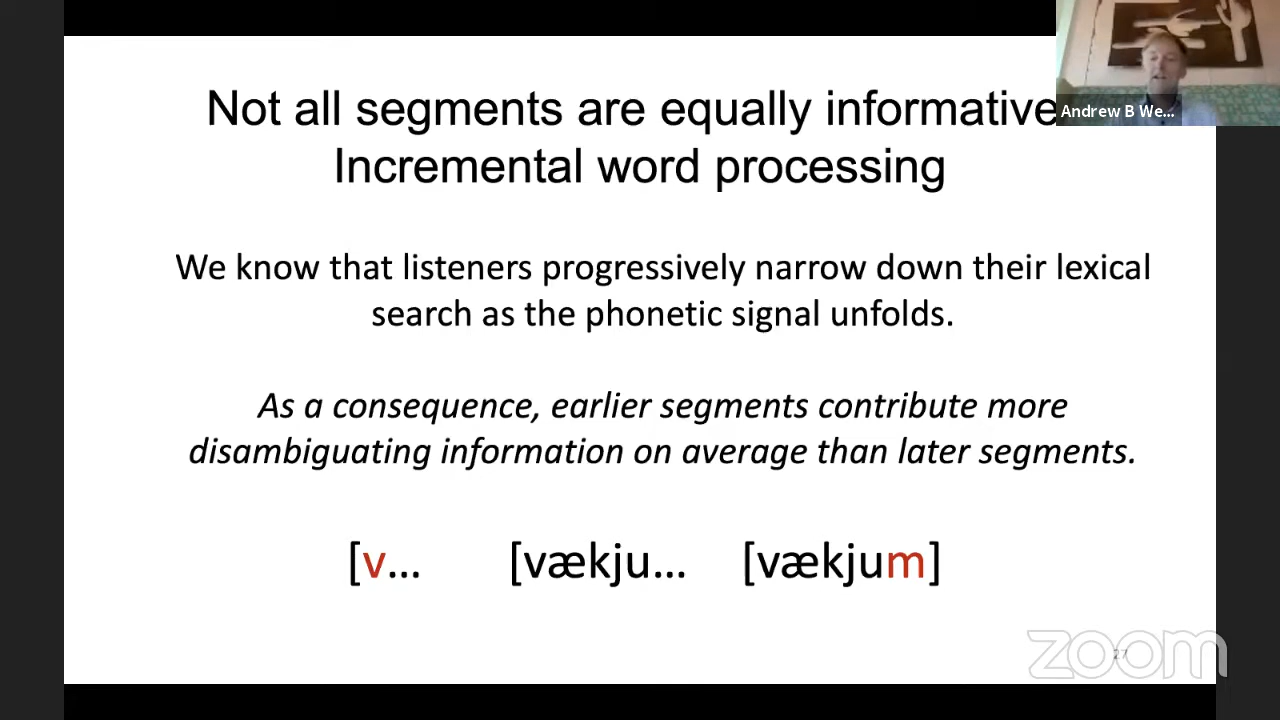 Not all segments are equally informative
Incremental word processing
Andrew B We...
We know that listeners progressively narrow down their lexical
search as the phonetic signal unfolds.
As a consequence, earlier segments contribute more
disambiguating information on average than later segments.
[v… [vækju… [vækjum]
zoom
27